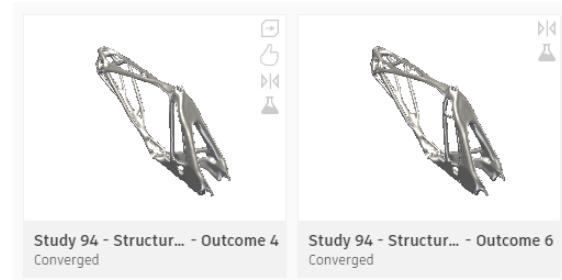 Study 94 - Structur... - Outcome 4
Converged
Study 94 - Structur... - Outcome 6
Converged